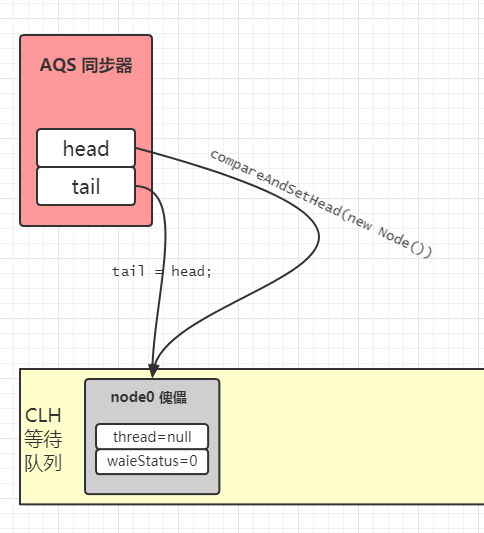 AQS 同步器
head
tail
compareAndSetHead(new Node())
tail = head;
node0 傀儡
CLH
等待
队列
thread=null
waieStatus=0